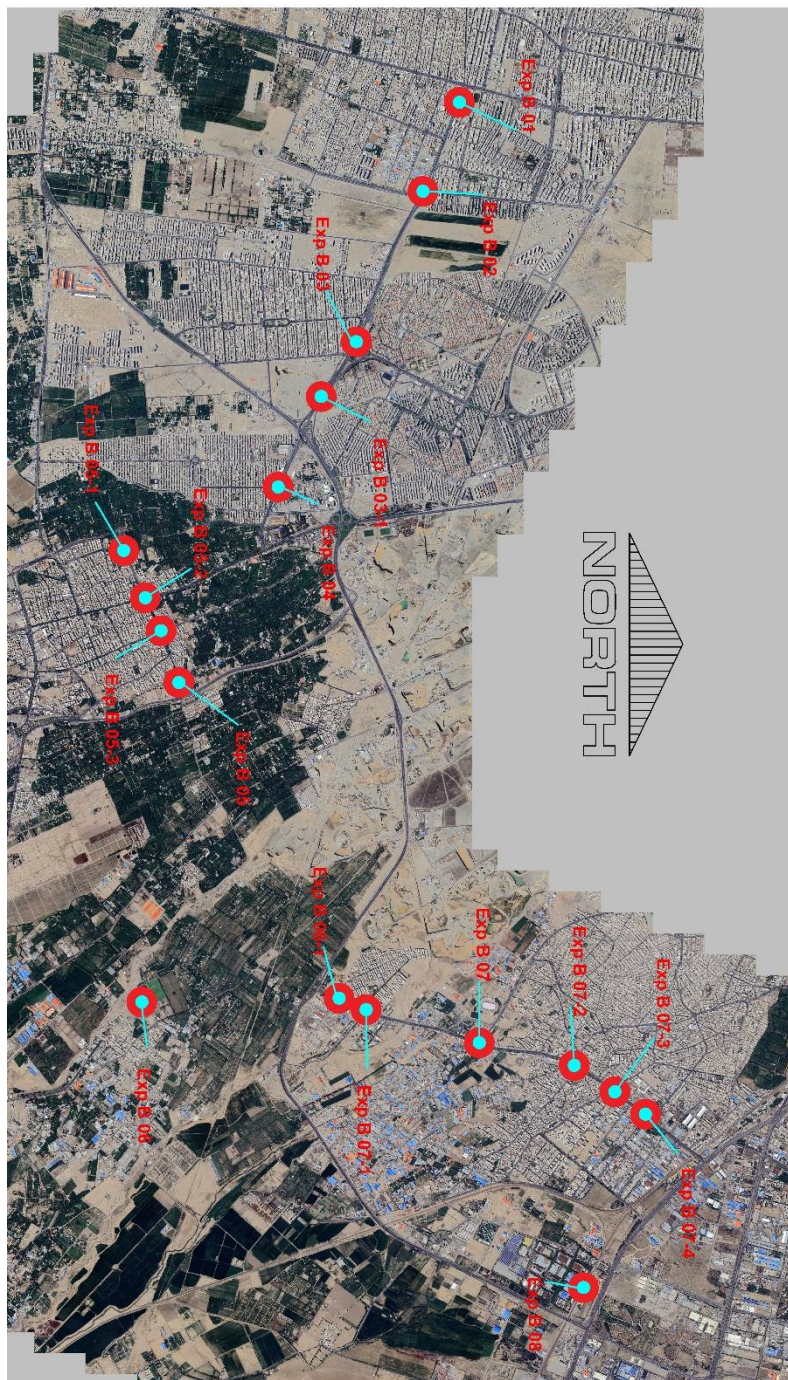 Exp B 01
Exp B 02
Exp B 03
Exp B 03-1
Exp B 04
Exp B 05-1
Exp B 05-2
Exp B 05-3
Exp B 05
NORTH
Exp B 06-1
Exp B 07
Exp B 07-2
Exp B 07-3
Exp B 06
Exp B 07-1
Exp B 07-4
Exp B 08